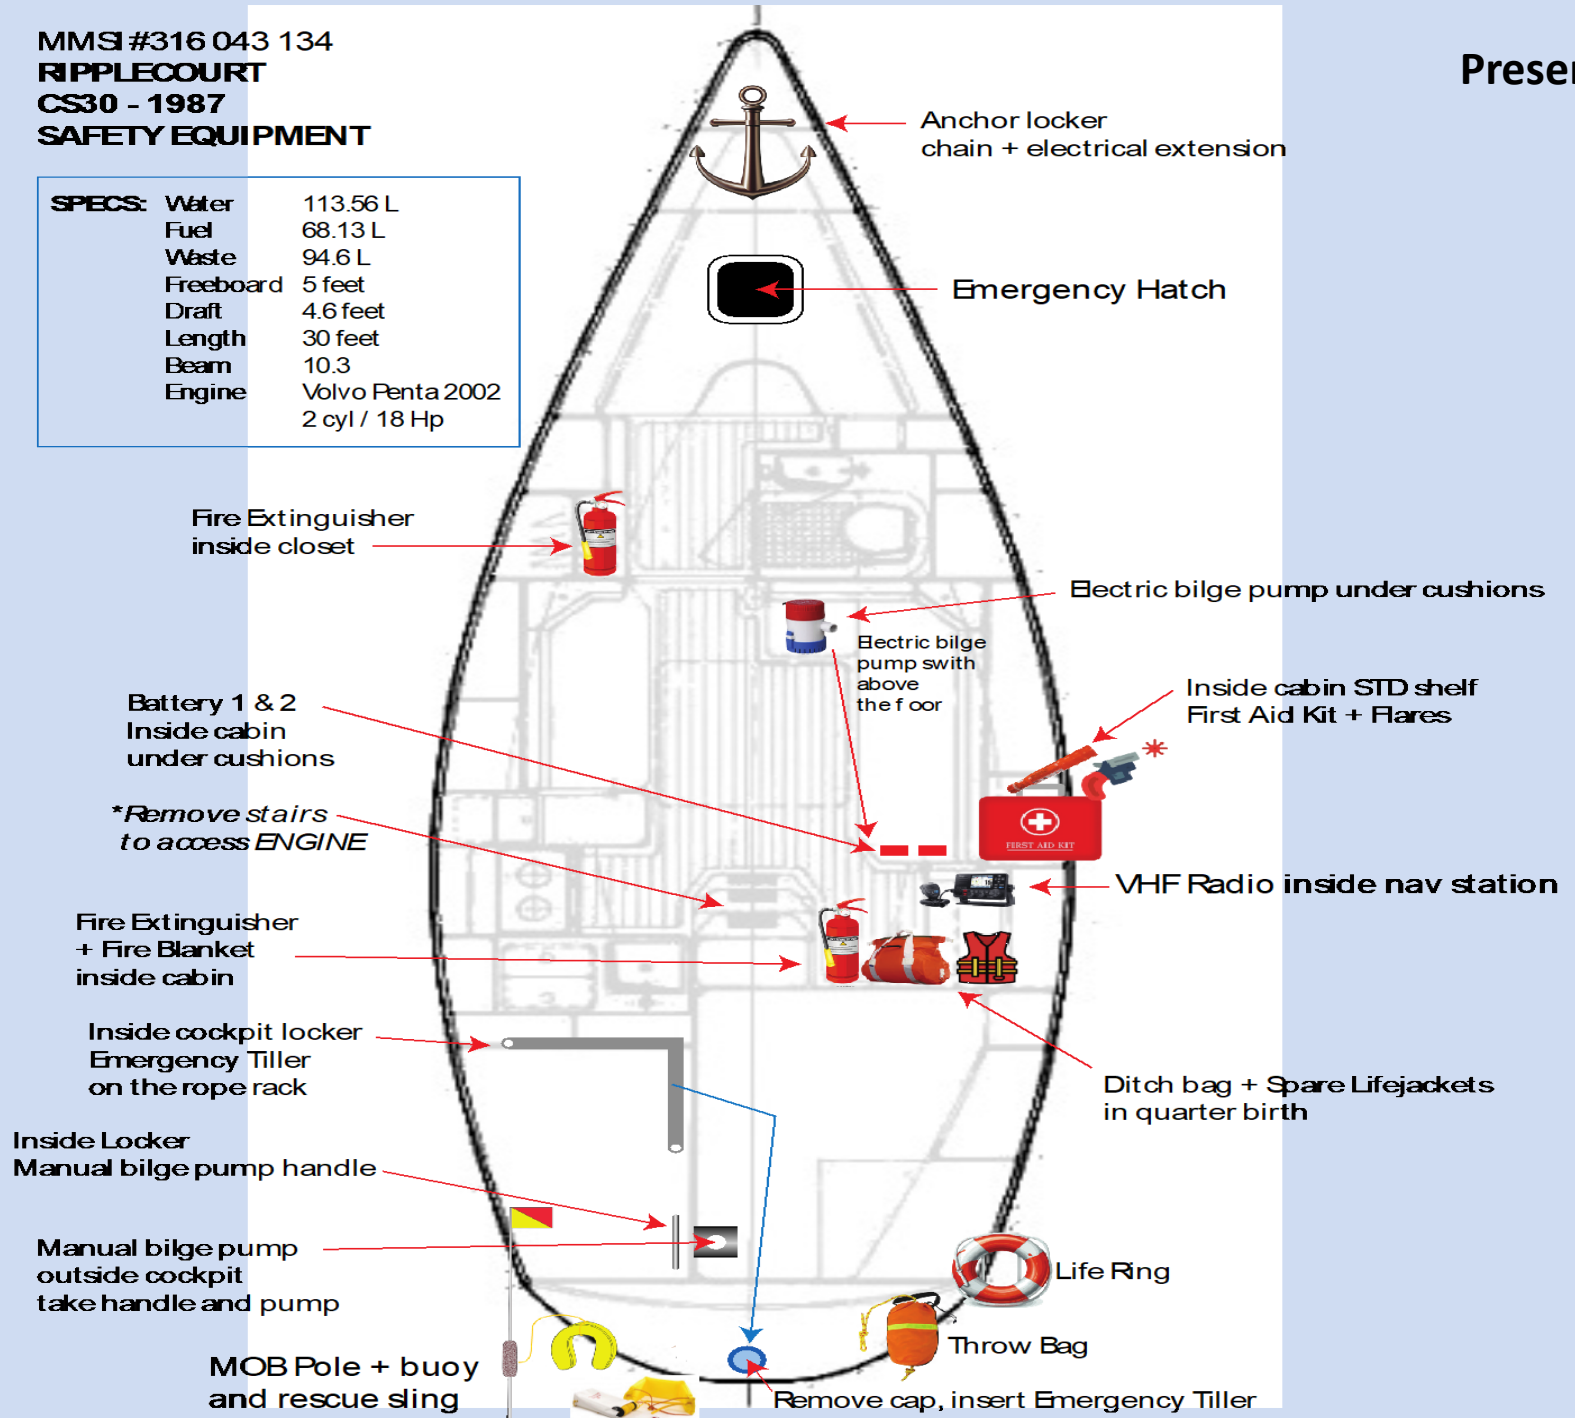 MMSI #316 043 134
RIPPLECOURT
CS30 - 1987
SAFETY EQUIPMENT
SPECS: Water 113.56 L
Fuel 68.13 L
Waste 94.6 L
Freeboard 5 feet
Draft 4.6 feet
Length 30 feet
Beam 10.3
Engine Volvo Penta 2002
2 cyl / 18 Hp
Anchor locker
chain + electrical extension
Emergency Hatch
Fire Extinguisher
inside closet
Electric bilge pump under cushions
Electric bilge
pump swith
above
the f oor
Battery 1 & 2
Inside cabin
under cushions
Inside cabin STD shelf
First Aid Kit + Flares
FIRST AID KIT
*Remove stairs
to access ENGINE
VHF Radio inside nav station
Fire Extinguisher
+ Fire Blanket
inside cabin
Inside cockpit locker
Emergency Tiller
on the rope rack
Ditch bag + Spare Lifejackets
in quarter birth
Inside Locker
Manual bilge pump handle
Manual bilge pump
outside cockpit
take handle and pump
Life Ring
Throw Bag
MOB Pole + buoy
and rescue sling
Remove cap, insert Emergency Tiller